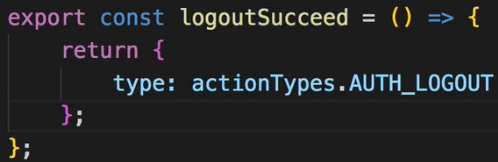 export const logoutSucceed = () => {
    return {
        type: actionTypes.AUTH_LOGOUT
    };
};